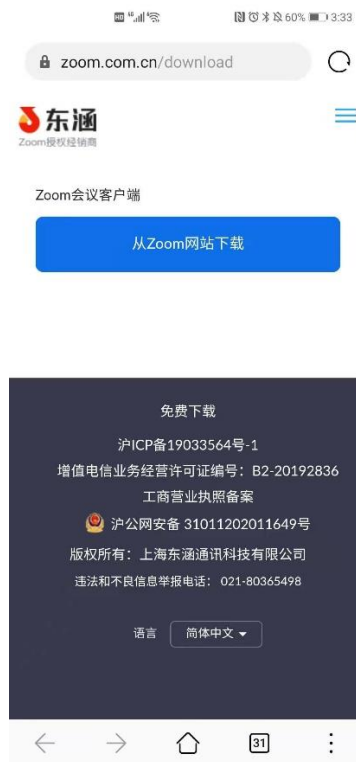 HD 4G 60% 3:33
zoom.com.cn/download
东涵
Zoom授权经销商
Zoom会议客户端
从Zoom网站下载
免费下载
沪ICP备19033564号-1
增值电信业务经营许可证编号：B2-20192836
工商营业执照备案
沪公网安备 31011202011649号
版权所有：上海东涵通讯科技有限公司
违法和不良信息举报电话： 021-80365498
语言 简体中文
31